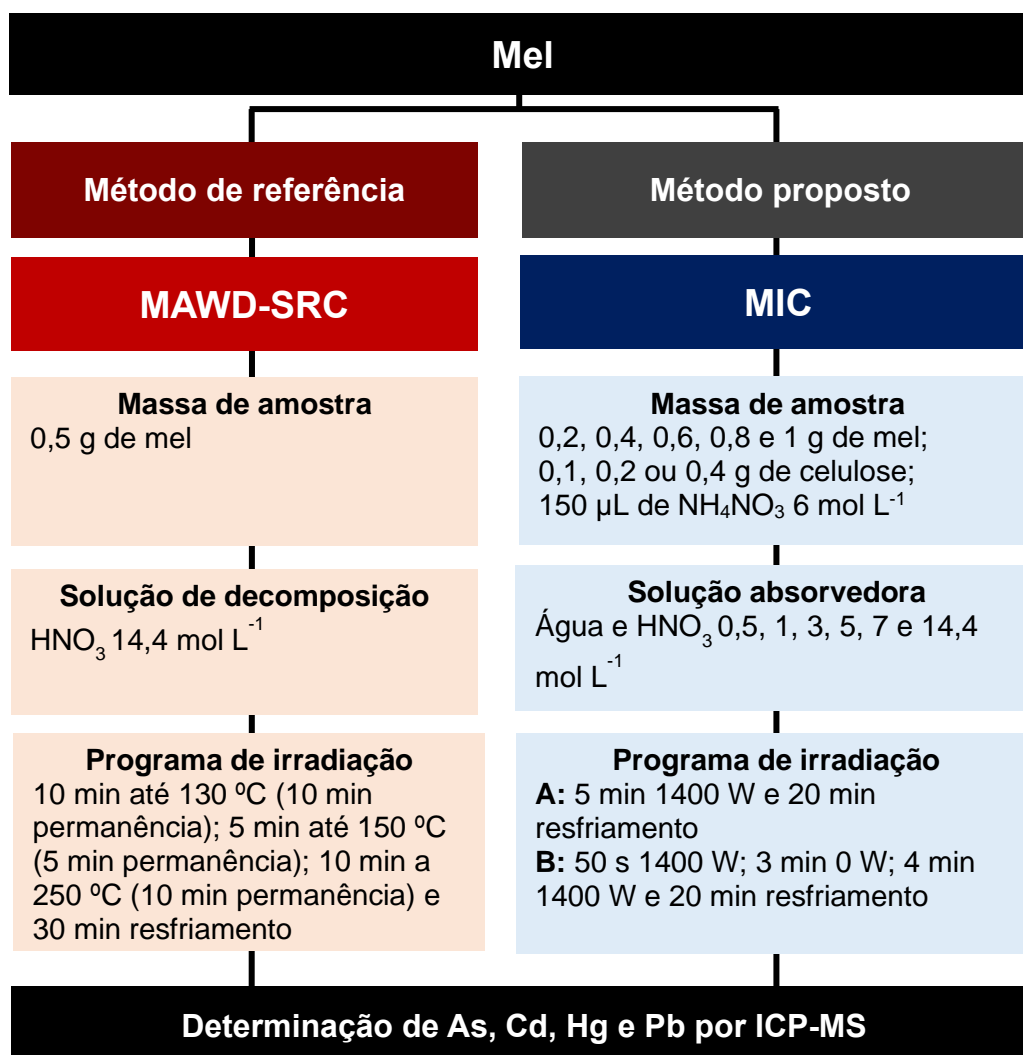 Mel
Método de referência
MAWD-SRC
Massa de amostra
0,5 g de mel
Solução de decomposição
HNO₃ 14,4 mol L⁻¹
Programa de irradiação
10 min até 130 ºC (10 min
permanência); 5 min até 150 ºC
(5 min permanência); 10 min a
250 ºC (10 min permanência) e
30 min resfriamento
Método proposto
MIC
Massa de amostra
0,2, 0,4, 0,6, 0,8 e 1 g de mel;
0,1, 0,2 ou 0,4 g de celulose;
150 µL de NH₄NO₃ 6 mol L⁻¹
Solução absorvedora
Água e HNO₃ 0,5, 1, 3, 5, 7 e 14,4
mol L⁻¹
Programa de irradiação
A: 5 min 1400 W e 20 min
resfriamento
B: 50 s 1400 W; 3 min 0 W; 4 min
1400 W e 20 min resfriamento
Determinação de As, Cd, Hg e Pb por ICP-MS